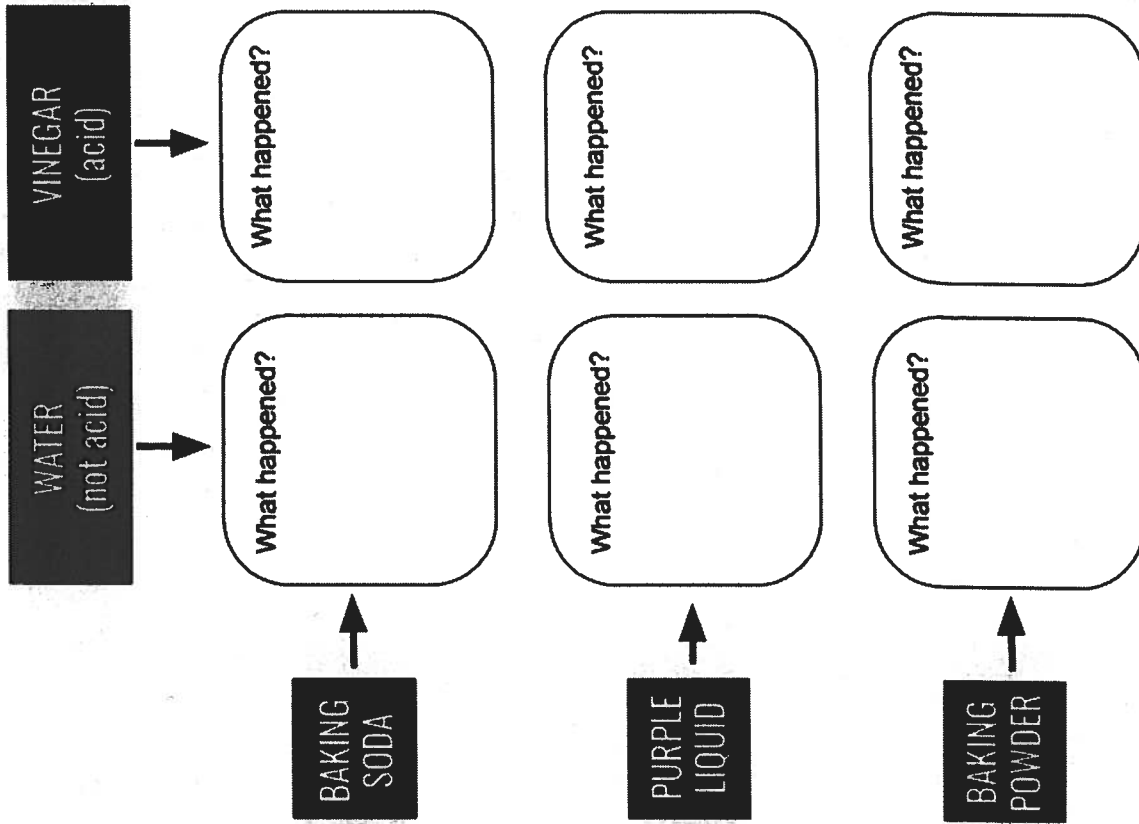 WATER
(not acid)
VINEGAR
(acid)
BAKING
SODA
What happened?
What happened?
PURPLE
LIQUID
What happened?
What happened?
BAKING
POWDER
What happened?
What happened?